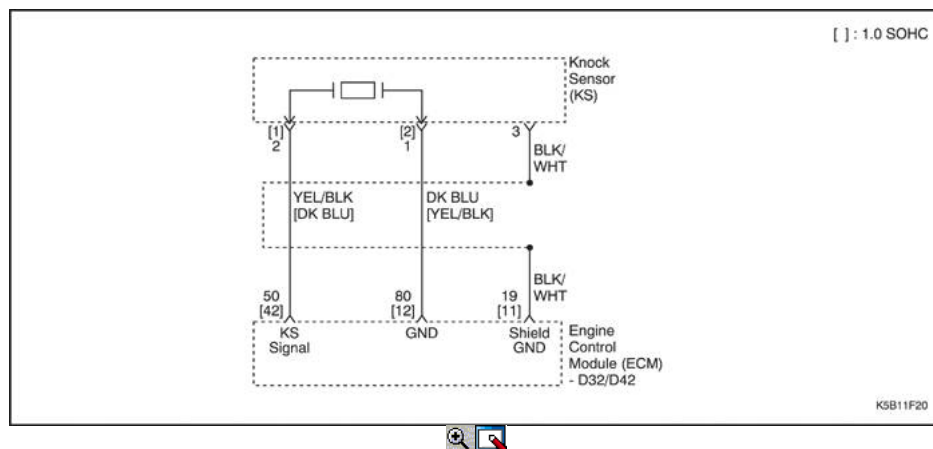 [ ] : 1.0 SOHC
Knock
Sensor
(KS)
[1]
2
[2]
1
3
BLK/
WHT
YEL/BLK
[DK BLU]
DK BLU
[YEL/BLK]
BLK/
WHT
50
[42]
80
[12]
19
[11]
KS
Signal
GND
Shield
GND
Engine
Control
Module (ECM)
- D32/D42
K5B11F20